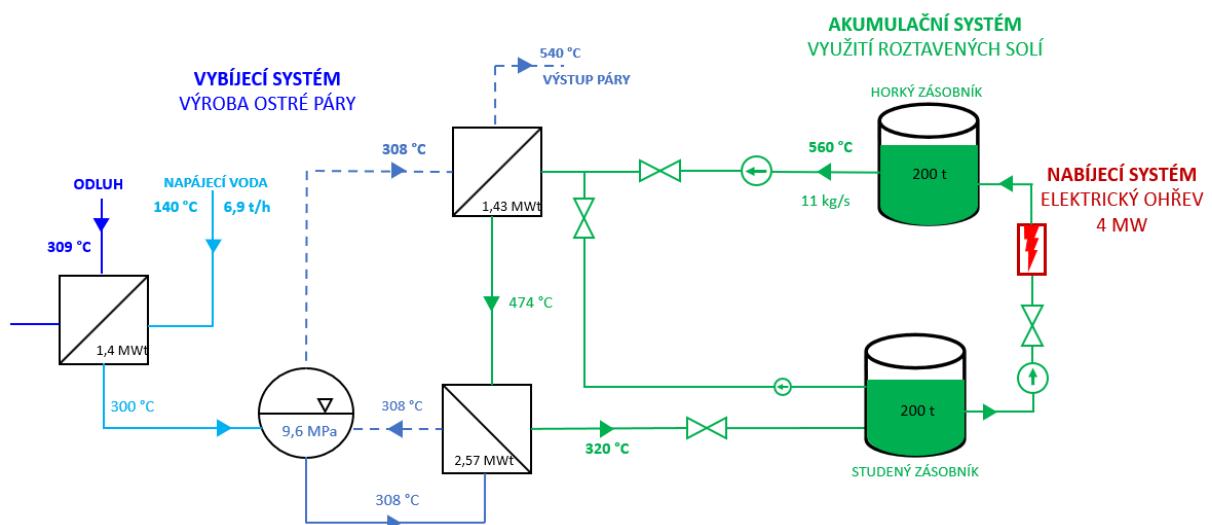 AKUMULAČNÍ SYSTÉM
VYUŽITÍ ROZTAVENÝCH SOLÍ
540 °C
VÝSTUP PÁRY
VYBÍJECÍ SYSTÉM
VÝROBA OSTRÉ PÁRY
HORKÝ ZÁSOBNÍK
308 °C
560 °C
11 kg/s
200 t
NABÍJECÍ SYSTÉM
ELEKTRICKÝ OHŘEV
4 MW
ODLUH
NAPÁJECÍ VODA
140 °C 6,9 t/h
1,43 MWt
309 °C
474 °C
1,4 MWt
300 °C
9,6 MPa
308 °C
2,57 MWt
320 °C
200 t
STUDENÝ ZÁSOBNÍK
308 °C